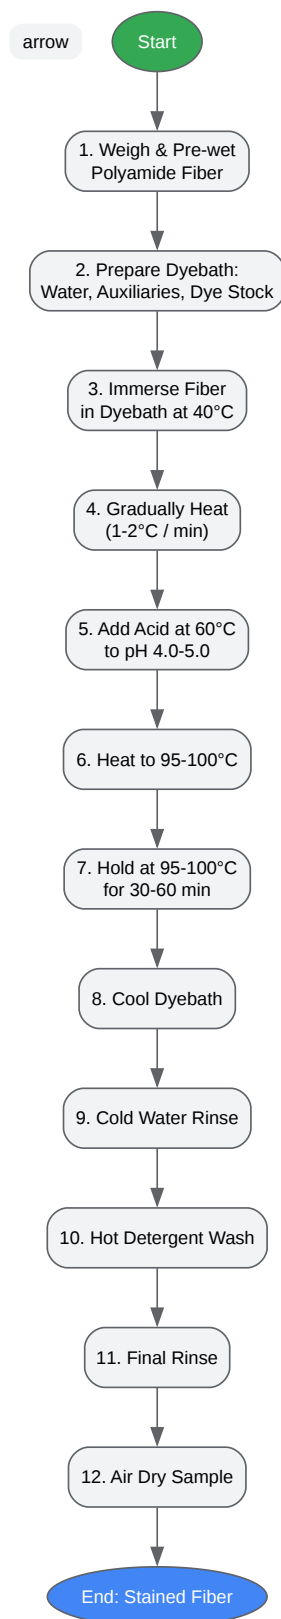 arrow
Start
1. Weigh & Pre-wet
Polyamide Fiber
2. Prepare Dyebath:
Water, Auxiliaries, Dye Stock
3. Immerse Fiber
in Dyebath at 40°C
4. Gradually Heat
(1-2°C / min)
5. Add Acid at 60°C
to pH 4.0-5.0
6. Heat to 95-100°C
7. Hold at 95-100°C
for 30-60 min
8. Cool Dyebath
9. Cold Water Rinse
10. Hot Detergent Wash
11. Final Rinse
12. Air Dry Sample
End: Stained Fiber